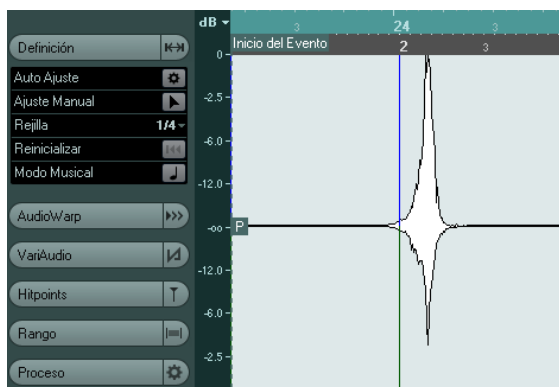 dB
3
24
3
Inicio del Evento
2
3
Definición
Auto Ajuste
Ajuste Manual
Rejilla 1/4
Reinicializar
Modo Musical
AudioWarp
VariAudio
Hitpoints
Rango
Proceso
0
-2.5
-6.0
-12.0
-oo
-12.0
-6.0
-2.5
P